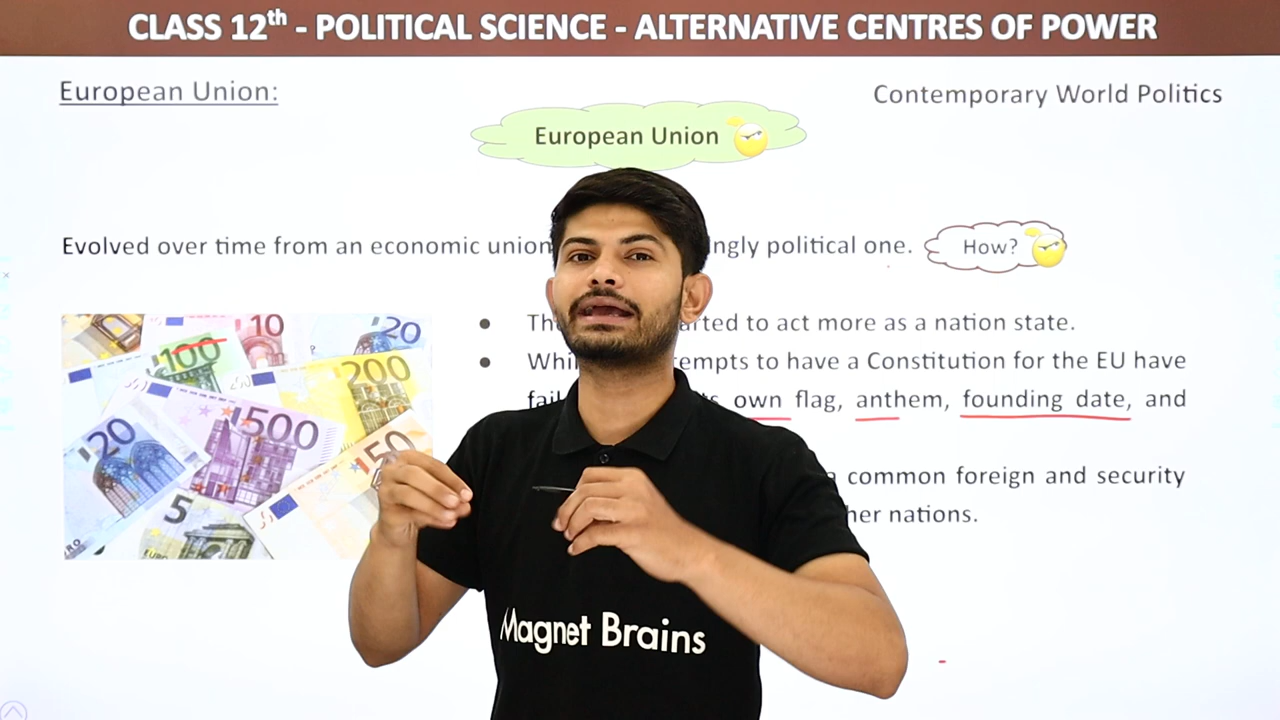 CLASS 12th - POLITICAL SCIENCE - ALTERNATIVE CENTRES OF POWER
European Union:
Contemporary World Politics
European Union
Evolved over time from an economic union
ngly political one.
How?
arted to act more as a nation state.
empts to have a Constitution for the EU have
own flag, anthem, founding date, and
common foreign and security
her nations.
100
10
20
200
500
20
50
5
Magnet Brains